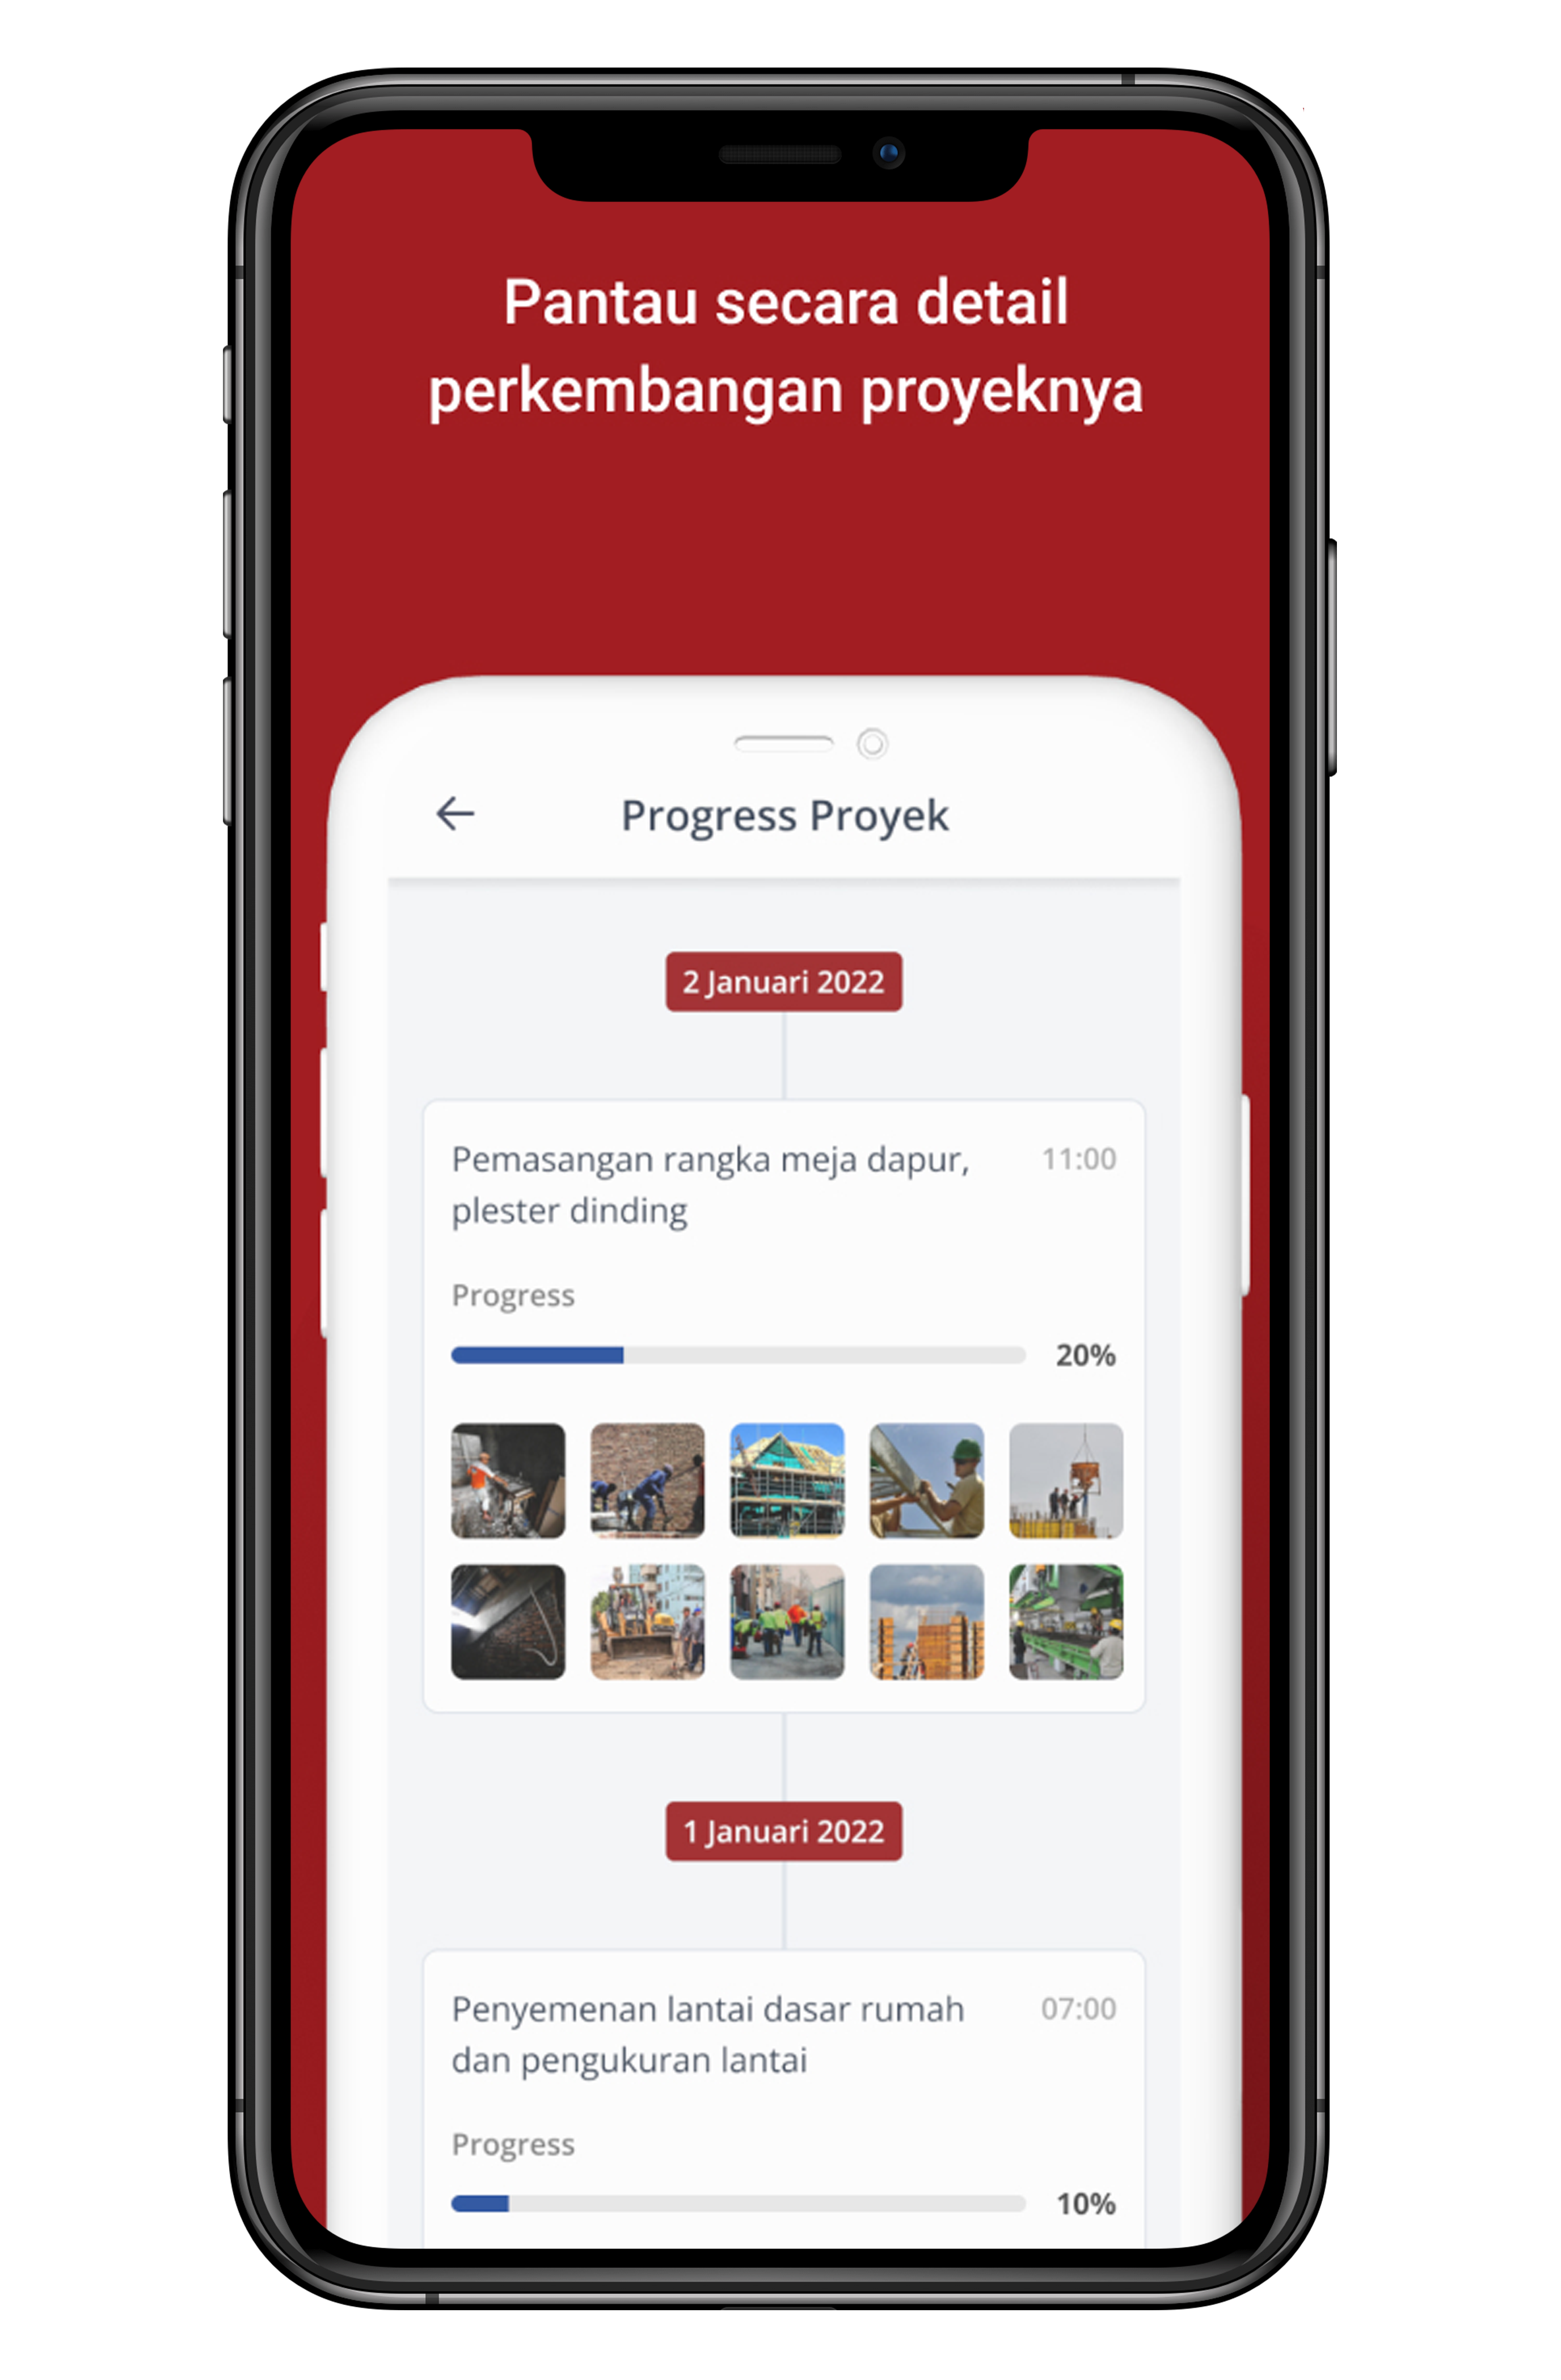 Pantau secara detail
perkembangan proyeknya
Progress Proyek
2 Januari 2022
Pemasangan rangka meja dapur,
plester dinding
11:00
Progress
20%
1 Januari 2022
Penyemenan lantai dasar rumah
dan pengukuran lantai
07:00
Progress
10%